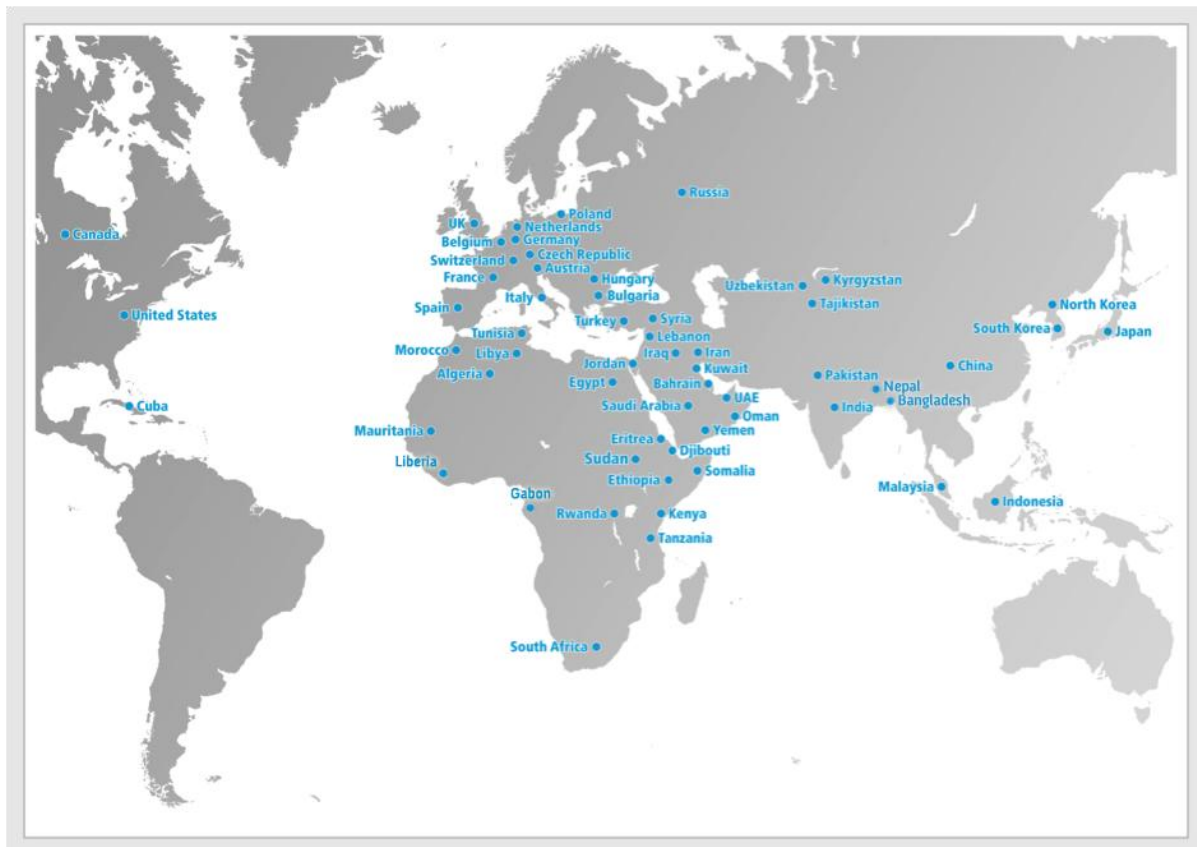 Russia
Poland
UK
Netherlands
Canada
Belgium
Germany
Czech Republic
Switzerland
Austria
France
Hungary
Uzbekistan
Kyrgyzstan
Italy
Bulgaria
Tajikistan
North Korea
Spain
United States
Turkey
Syria
South Korea
Japan
Tunisia
Lebanon
Morocco
Libya
Iraq
Iran
Jordan
Kuwait
China
Algeria
Egypt
Bahrain
Pakistan
Nepal
UAE
Bangladesh
Cuba
Saudi Arabia
India
Oman
Mauritania
Yemen
Eritrea
Djibouti
Liberia
Sudan
Somalia
Ethiopia
Malaysia
Gabon
Indonesia
Rwanda
Kenya
Tanzania
South Africa